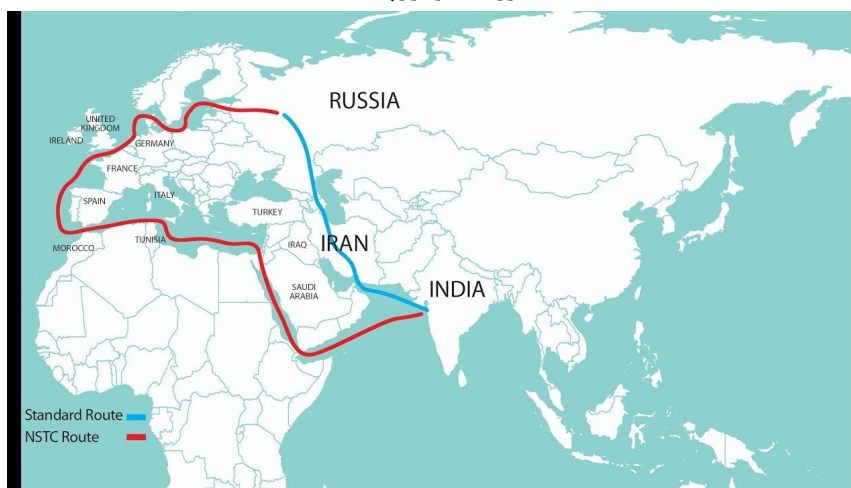 RUSSIA
UNITED
KINGDOM
IRELAND
GERMANY
FRANCE
SPAIN
ITALY
TURKEY
MOROCCO
TUNISIA
IRAQ
IRAN
SAUDI
ARABIA
INDIA
Standard Route
NSTC Route